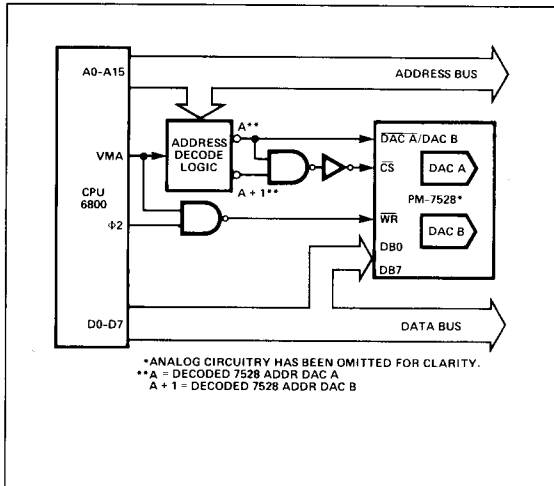 A0-A15
ADDRESS BUS
A**
ADDRESS
DECODE
LOGIC
DAC A/DAC B
VMA
CS
DAC A
A + 1**
CPU
6800
PM-7528*
Φ2
WR
DAC B
DB0
DB7
D0-D7
DATA BUS
*ANALOG CIRCUITRY HAS BEEN OMITTED FOR CLARITY.
**A = DECODED 7528 ADDR DAC A
A + 1 = DECODED 7528 ADDR DAC B